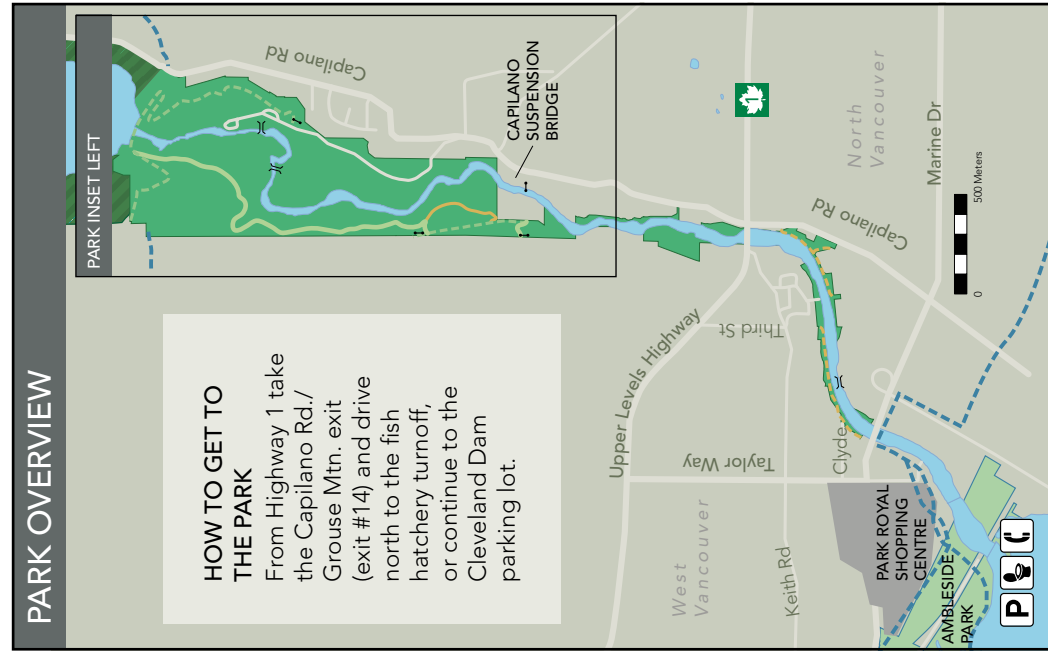 PARK OVERVIEW
PARK INSET LEFT
HOW TO GET TO
THE PARK
From Highway 1 take
the Capilano Rd./
Grouse Mtn. exit
(exit #14) and drive
north to the fish
hatchery turnoff,
or continue to the
Cleveland Dam
parking lot.
Capilano Rd
CAPILANO
SUSPENSION
BRIDGE
1
North
Vancouver
Marine Dr
Capilano Rd
0
500 Meters
Upper Levels Highway
Third St
Taylor Way
Clyde
West
Vancouver
Keith Rd
PARK ROYAL
SHOPPING
CENTRE
AMBLESIDE
PARK
P